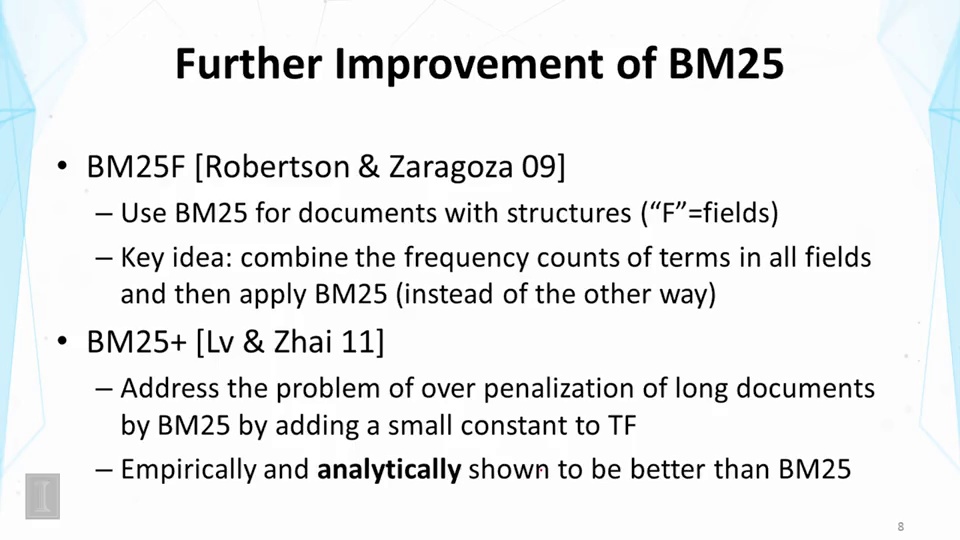 Further Improvement of BM25
• BM25F [Robertson & Zaragoza 09]
– Use BM25 for documents with structures (“F”=fields)
– Key idea: combine the frequency counts of terms in all fields
and then apply BM25 (instead of the other way)
• BM25+ [Lv & Zhai 11]
– Address the problem of over penalization of long documents
by BM25 by adding a small constant to TF
– Empirically and analytically shown to be better than BM25
I
8